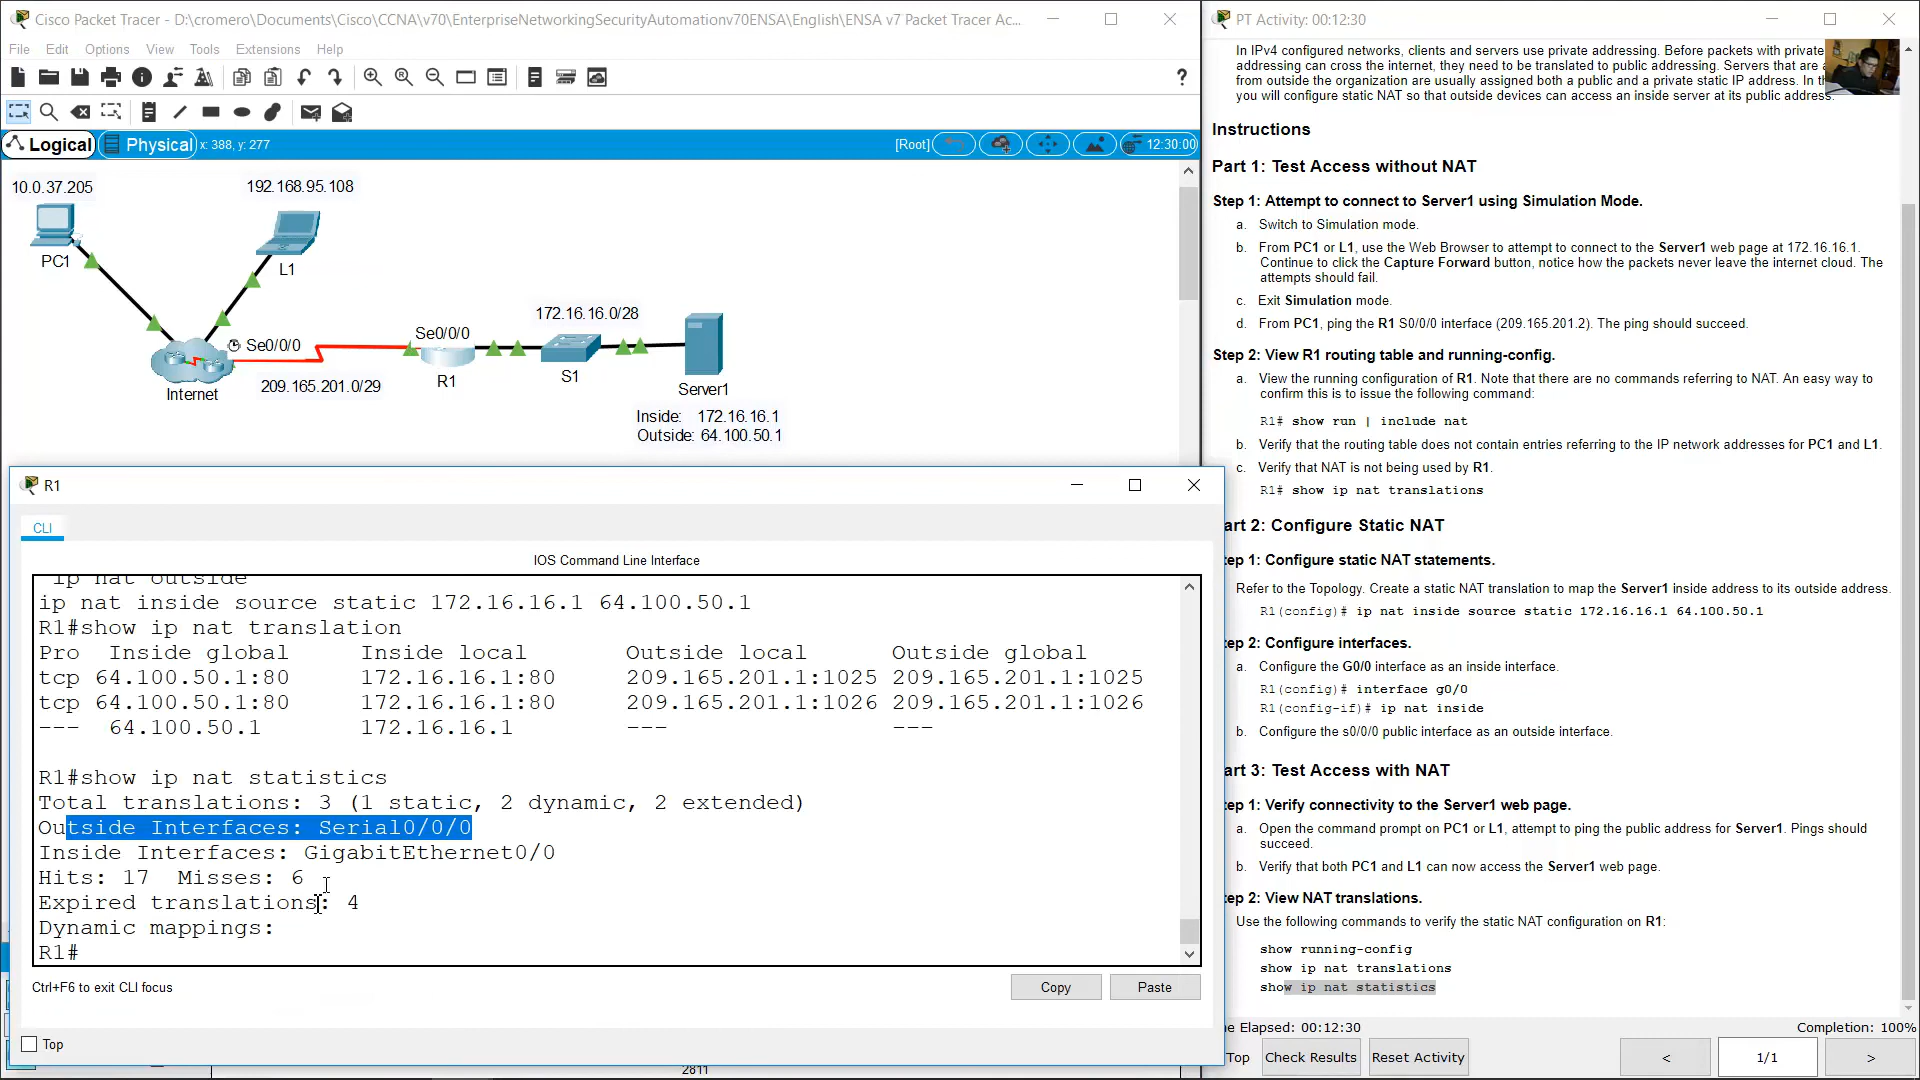 Cisco Packet Tracer - D:\cromero\Documents\Cisco\CCNA\v70\EnterpriseNetworkingSecurityAutomationv70ENSA\English\ENSA v7 Packet Tracer Ac...
File Edit Options View Tools Extensions Help
Logical Physical x: 388, y: 277 [Root] 12:30:00
10.0.37.205
192.168.95.108
PC1
L1
172.16.16.0/28
Se0/0/0
Se0/0/0
R1
S1
Server1
Internet
209.165.201.0/29
Inside: 172.16.16.1
Outside: 64.100.50.1
R1
CLI
IOS Command Line Interface
ip nat outside
ip nat inside source static 172.16.16.1 64.100.50.1
R1#show ip nat translation
Pro Inside global Inside local Outside local Outside global
tcp 64.100.50.1:80 172.16.16.1:80 209.165.201.1:1025 209.165.201.1:1025
tcp 64.100.50.1:80 172.16.16.1:80 209.165.201.1:1026 209.165.201.1:1026
--- 64.100.50.1 172.16.16.1 --- ---
R1#show ip nat statistics
Total translations: 3 (1 static, 2 dynamic, 2 extended)
Outside Interfaces: Serial0/0/0
Inside Interfaces: GigabitEthernet0/0
Hits: 17 Misses: 6
Expired translations: 4
Dynamic mappings:
R1#
Ctrl+F6 to exit CLI focus
Copy
Paste
Top
2811
PT Activity: 00:12:30
In IPv4 configured networks, clients and servers use private addressing. Before packets with private
addressing can cross the internet, they need to be translated to public addressing. Servers that are a
from outside the organization are usually assigned both a public and a private static IP address. In th
you will configure static NAT so that outside devices can access an inside server at its public address.
Instructions
Part 1: Test Access without NAT
Step 1: Attempt to connect to Server1 using Simulation Mode.
a. Switch to Simulation mode.
b. From PC1 or L1, use the Web Browser to attempt to connect to the Server1 web page at 172.16.16.1.
Continue to click the Capture Forward button, notice how the packets never leave the internet cloud. The
attempts should fail.
c. Exit Simulation mode.
d. From PC1, ping the R1 S0/0/0 interface (209.165.201.2). The ping should succeed.
Step 2: View R1 routing table and running-config.
a. View the running configuration of R1. Note that there are no commands referring to NAT. An easy way to
confirm this is to issue the following command:
R1# show run | include nat
b. Verify that the routing table does not contain entries referring to the IP network addresses for PC1 and L1.
c. Verify that NAT is not being used by R1.
R1# show ip nat translations
art 2: Configure Static NAT
ep 1: Configure static NAT statements.
Refer to the Topology. Create a static NAT translation to map the Server1 inside address to its outside address.
R1(config)# ip nat inside source static 172.16.16.1 64.100.50.1
ep 2: Configure interfaces.
a. Configure the G0/0 interface as an inside interface.
R1(config)# interface g0/0
R1(config-if)# ip nat inside
b. Configure the s0/0/0 public interface as an outside interface.
art 3: Test Access with NAT
ep 1: Verify connectivity to the Server1 web page.
a. Open the command prompt on PC1 or L1, attempt to ping the public address for Server1. Pings should
succeed.
b. Verify that both PC1 and L1 can now access the Server1 web page.
ep 2: View NAT translations.
Use the following commands to verify the static NAT configuration on R1:
show running-config
show ip nat translations
show ip nat statistics
e Elapsed: 00:12:30 Completion: 100%
Top Check Results Reset Activity < 1/1 >